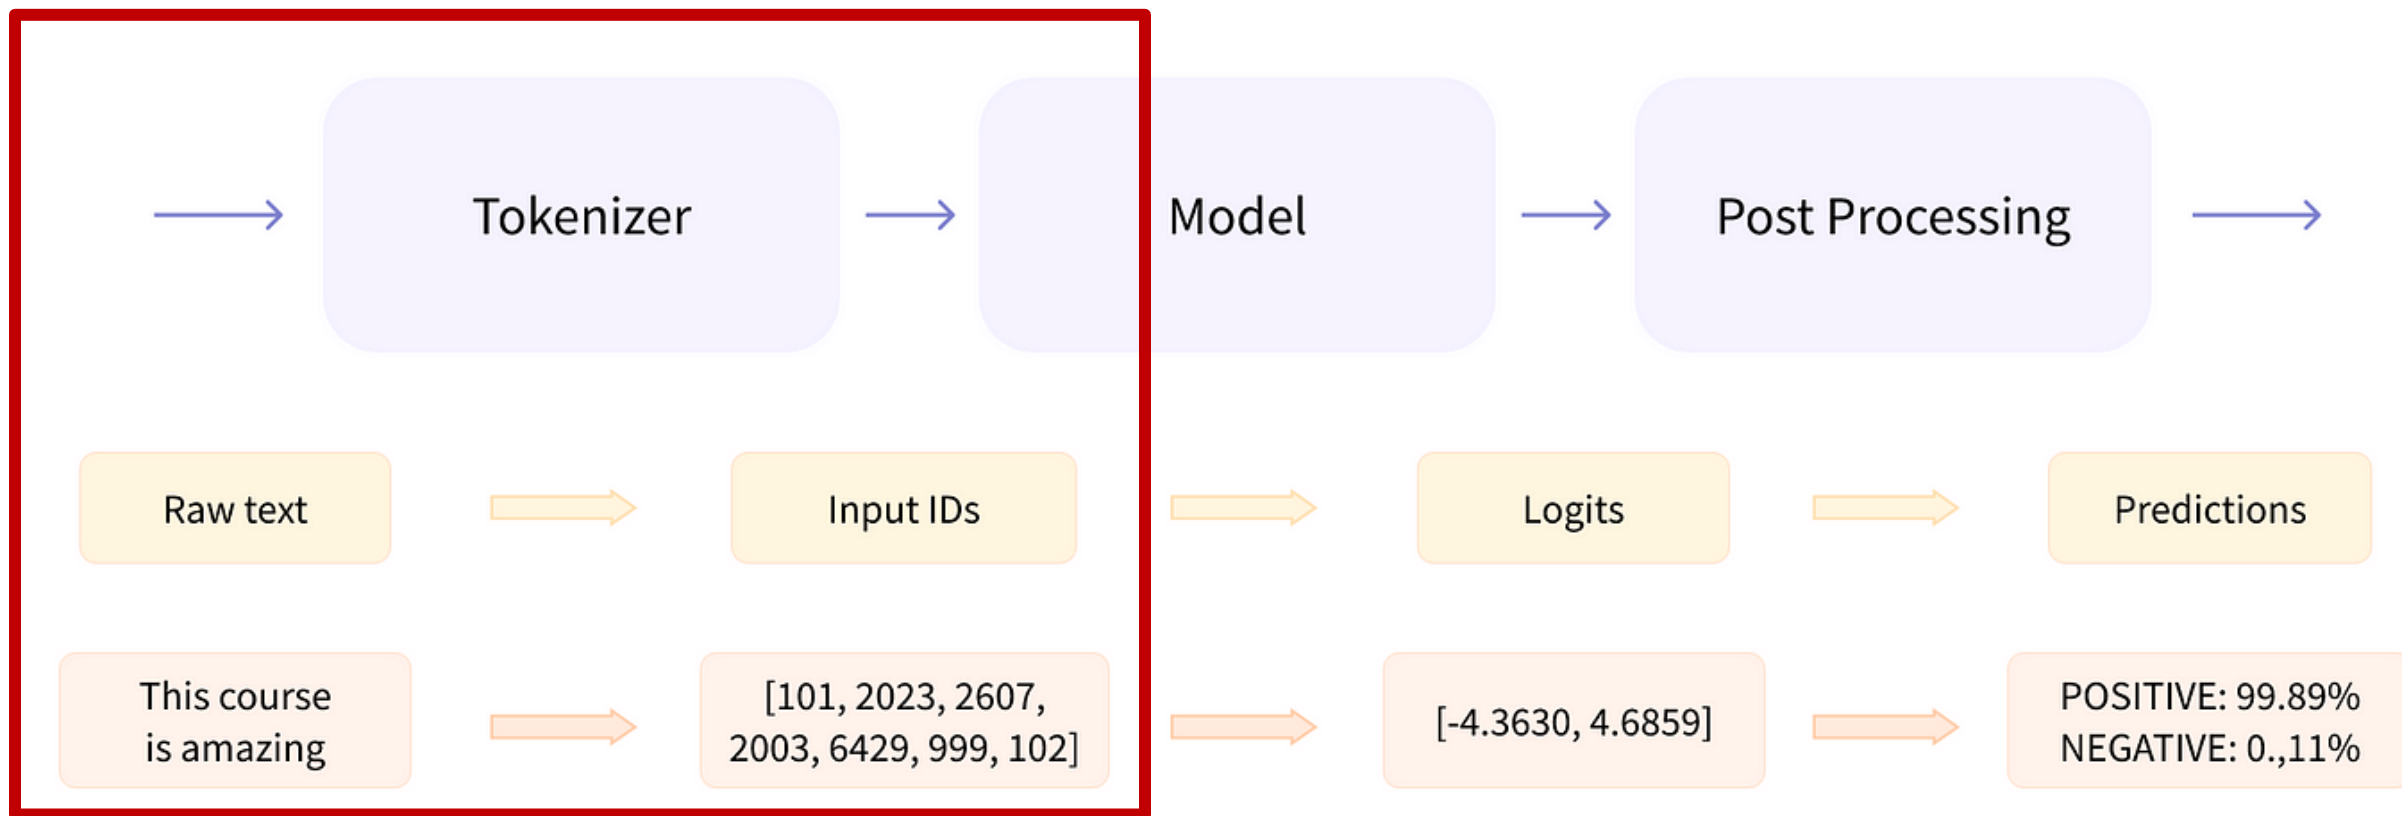 Tokenizer
Model
Post Processing
Raw text
Input IDs
Logits
Predictions
This course
is amazing
[101, 2023, 2607,
2003, 6429, 999, 102]
[-4.3630, 4.6859]
POSITIVE: 99.89%
NEGATIVE: 0.,11%